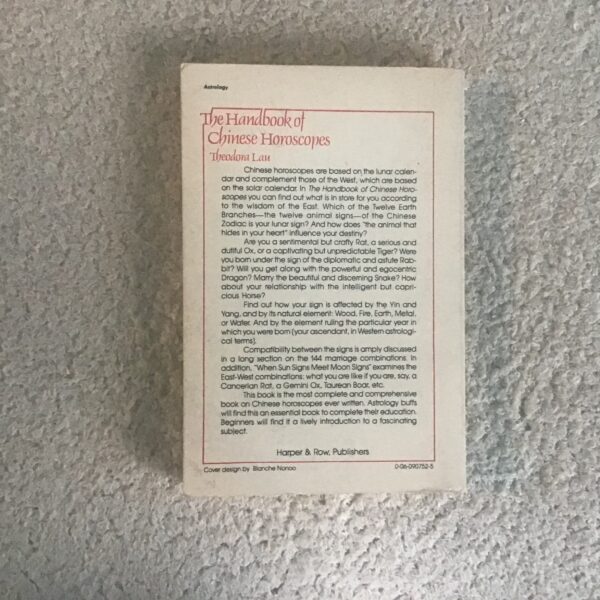 Astrology
The Handbook of
Chinese Horoscopes
Theodora Lau
Chinese horoscopes are based on the lunar calen-
dar and complement those of the West, which are based
on the solar calendar. In The Handbook of Chinese Horo-
scopes you can find out what is in store for you according
to the wisdom of the East. Which of the Twelve Earth
Branches—the twelve animal signs—of the Chinese
Zodiac is your lunar sign? And how does "the animal that
hides in your heart" influence your destiny?
Are you a sentimental but crafty Rat, a serious and
dutiful Ox, or a captivating but unpredictable Tiger? Were
you born under the sign of the diplomatic and astute Rab-
bit? Will you get along with the powerful and egocentric
Dragon? Marry the beautiful and discerning Snake? How
about your relationship with the intelligent but capri-
cious Horse?
Find out how your sign is affected by the Yin and
Yang, and by its natural element: Wood, Fire, Earth, Metal,
or Water. And by the element ruling the particular year in
which you were born (your ascendant, in Western astrologi-
cal terms).
Compatibility between the signs is amply discussed
in a long section on the 144 marriage combinations. In
addition, "When Sun Signs Meet Moon Signs" examines the
East-West combinations: what you are like if you are, say, a
Cancerian Rat, a Gemini Ox, Taurean Boar, etc.
This book is the most complete and comprehensive
book on Chinese horoscopes ever written. Astrology buffs
will find this an essential book to complete their education.
Beginners will find it a lively introduction to a fascinating
subject.
Harper & Row, Publishers
Cover design by Blanche Nonoo 0-06-090752-5